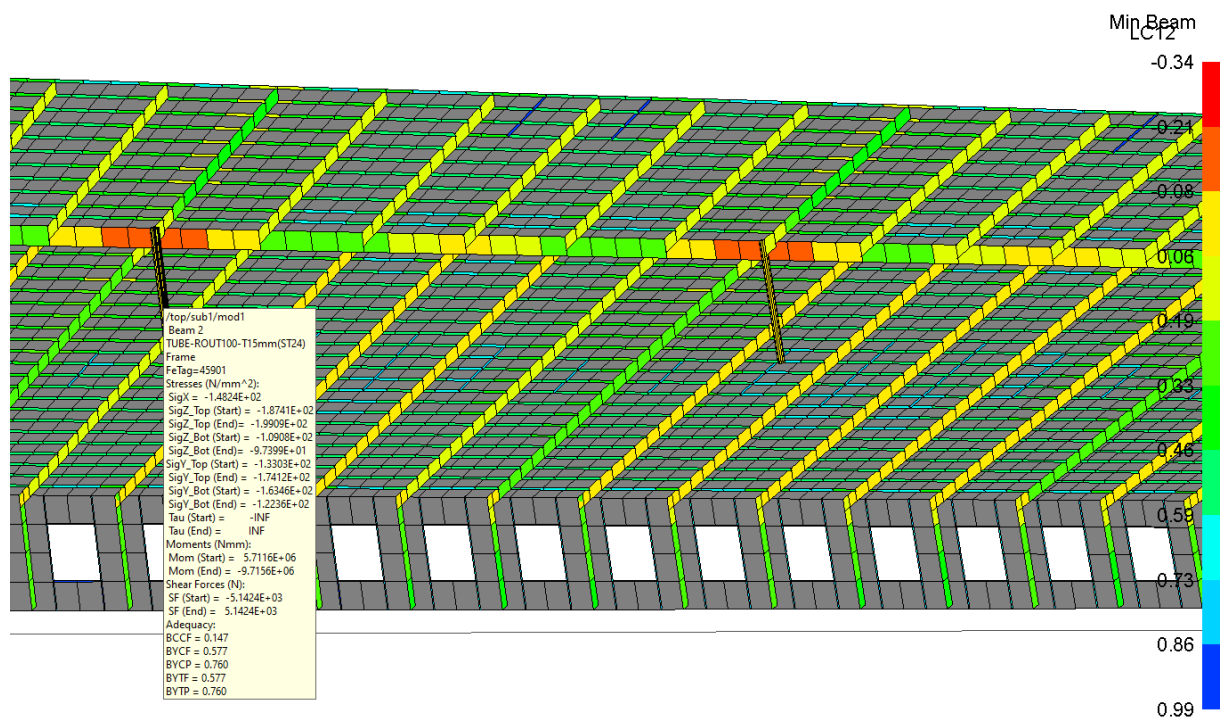 Min Beam
LC12
-0.34
-0.21
-0.08
0.06
0.19
0.33
0.46
0.59
0.73
0.86
0.99
/top/sub1/mod1
Beam 2
TUBE-ROUT100-T15mm(ST24)
Frame
FeTag=45901
Stresses (N/mm^2):
SigX = -1.4824E+02
SigZ_Top (Start) = -1.8741E+02
SigZ_Top (End)= -1.9909E+02
SigZ_Bot (Start) = -1.0908E+02
SigZ_Bot (End)= -9.7399E+01
SigY_Top (Start) = -1.3303E+02
SigY_Top (End) = -1.7412E+02
SigY_Bot (Start) = -1.6346E+02
SigY_Bot (End) = -1.2236E+02
Tau (Start) = -INF
Tau (End) = INF
Moments (Nmm):
Mom (Start) = 5.7116E+06
Mom (End) = -9.7156E+06
Shear Forces (N):
SF (Start) = -5.1424E+03
SF (End) = 5.1424E+03
Adequacy:
BCCF = 0.147
BYCF = 0.577
BYCP = 0.760
BYTF = 0.577
BYTP = 0.760